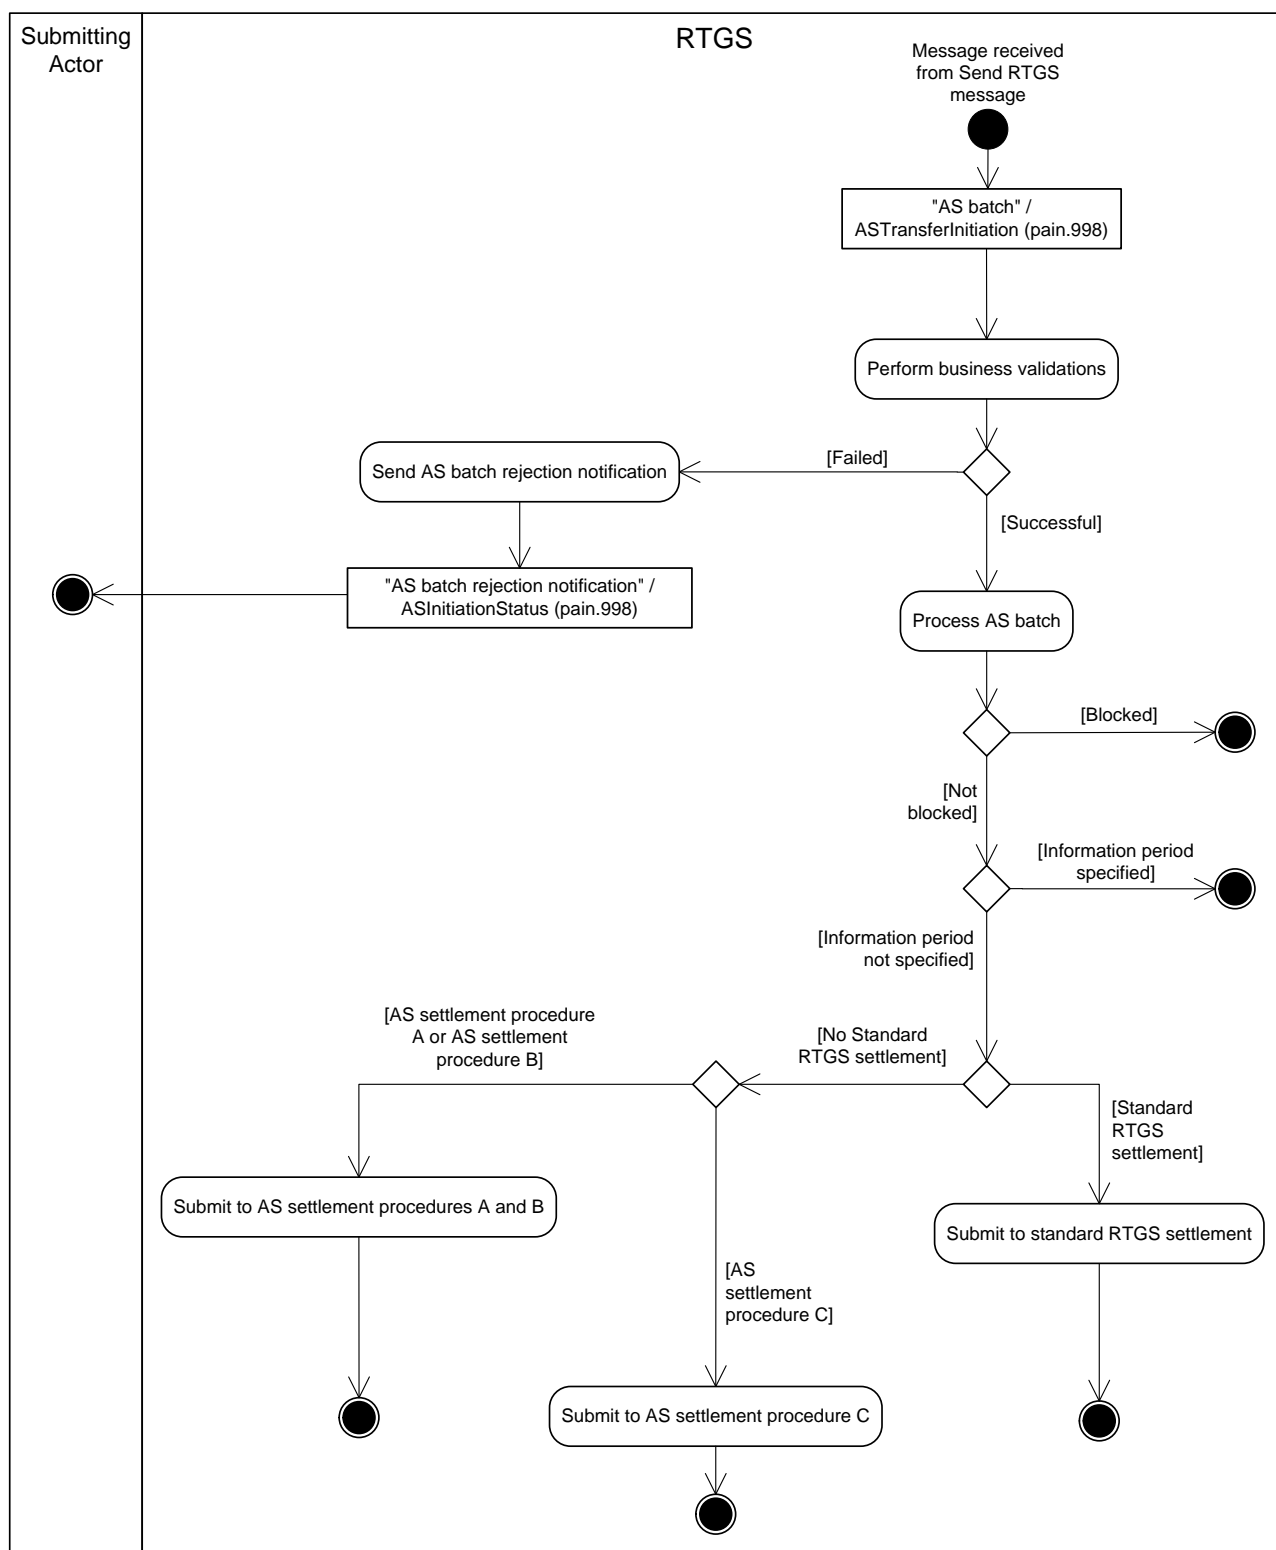 Submitting
Actor
RTGS
Message received
from Send RTGS
message
"AS batch" /
ASTransferInitiation (pain.998)
Perform business validations
[Failed]
Send AS batch rejection notification
[Successful]
"AS batch rejection notification" /
ASInitiationStatus (pain.998)
Process AS batch
[Blocked]
[Not
blocked]
[Information period
specified]
[Information period
not specified]
[AS settlement procedure
A or AS settlement
procedure B]
[No Standard
RTGS settlement]
[Standard
RTGS
settlement]
Submit to AS settlement procedures A and B
Submit to standard RTGS settlement
[AS
settlement
procedure C]
Submit to AS settlement procedure C